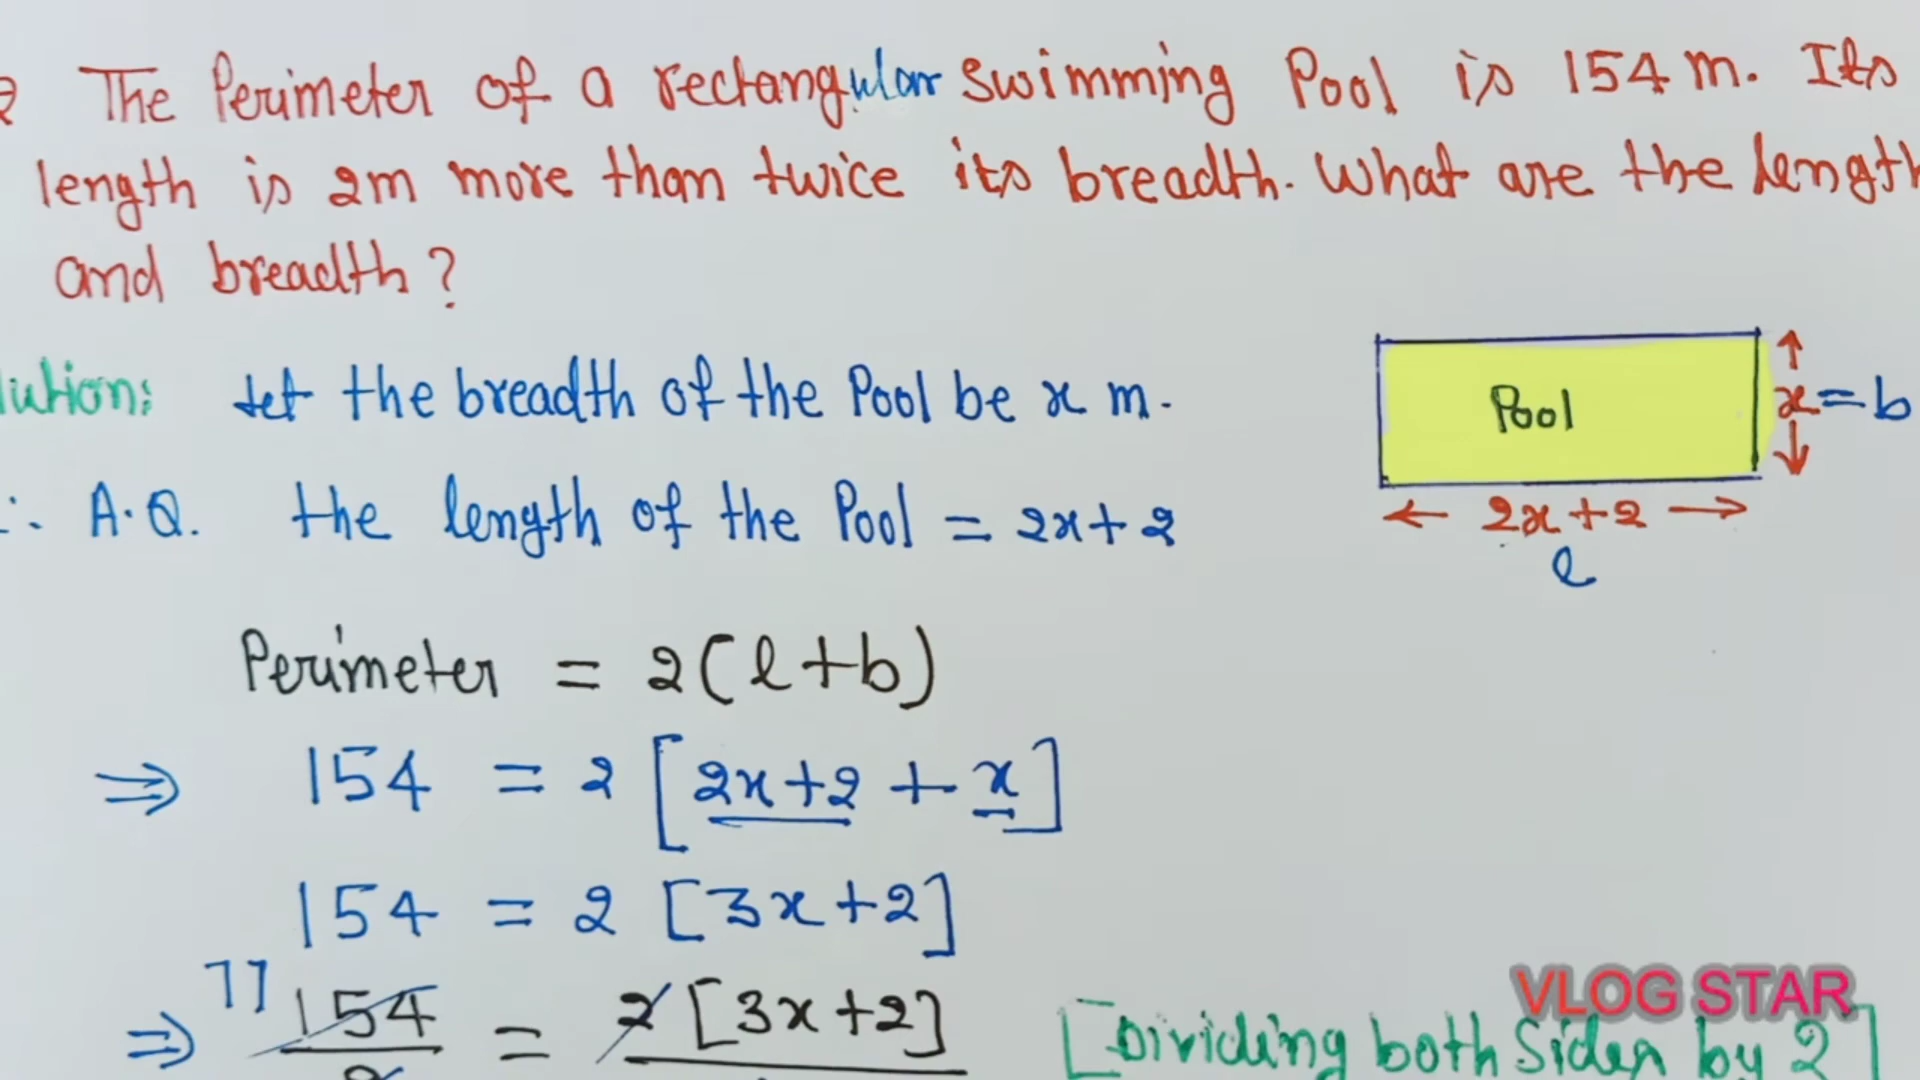 The Perimeter of a rectangular swimming Pool is 154 m. Its
length is 2m more than twice its breadth. What are the length
and breadth?
lution: Let the breadth of the Pool be x m.
∴ A.Q. the length of the Pool = 2x+2
Pool
x = b
← 2x+2 →
l
Perimeter = 2(l+b)
⇒ 154 = 2 [2x+2 + x]
154 = 2 [3x+2]
77
⇒ 154 = 2 [3x+2] [Dividing both sides by 2]
2
VLOG STAR